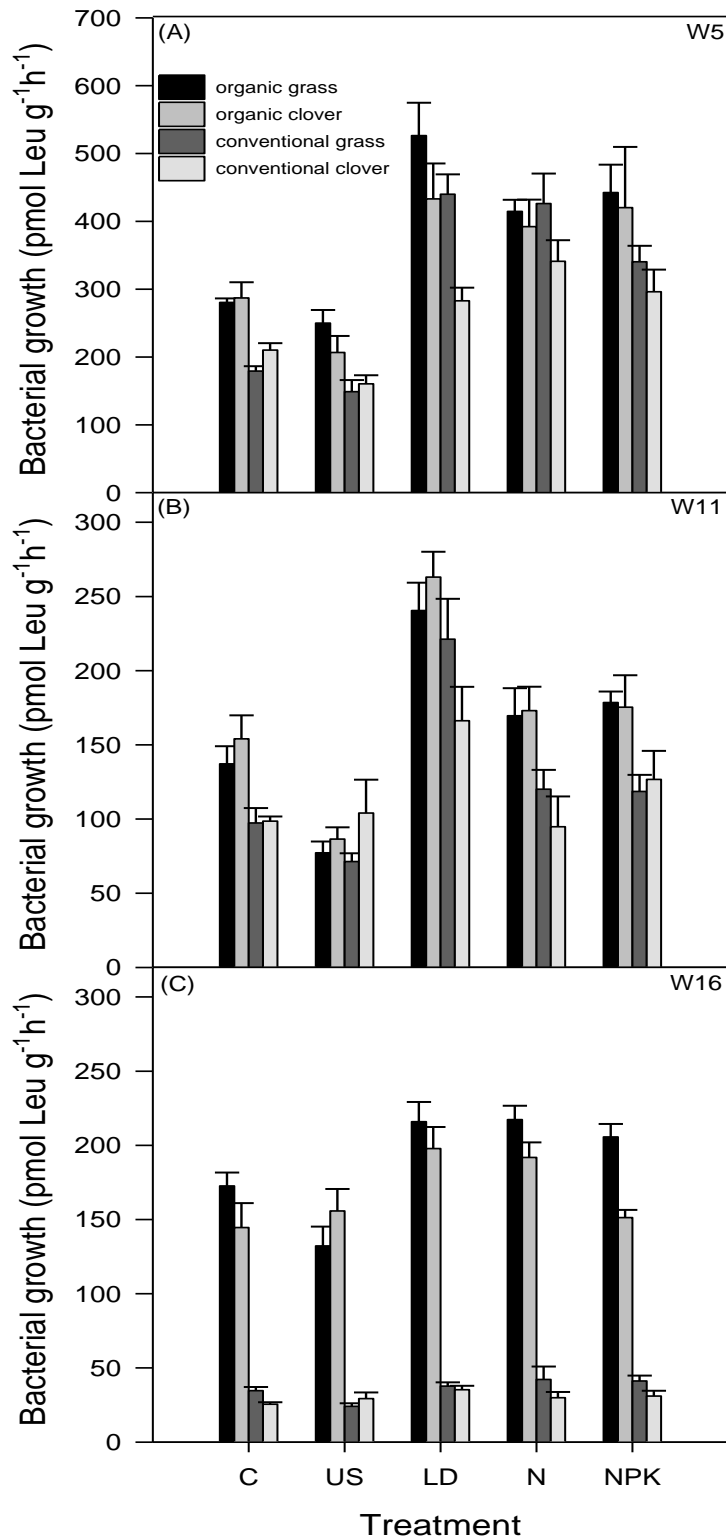 (A)
W5
organic grass
organic clover
conventional grass
conventional clover
Bacterial growth (pmol Leu g⁻¹h⁻¹)
700
600
500
400
300
200
100
0
(B)
W11
Bacterial growth (pmol Leu g⁻¹h⁻¹)
300
250
200
150
100
50
0
(C)
W16
Bacterial growth (pmol Leu g⁻¹h⁻¹)
300
250
200
150
100
50
0
C US LD N NPK
Treatment